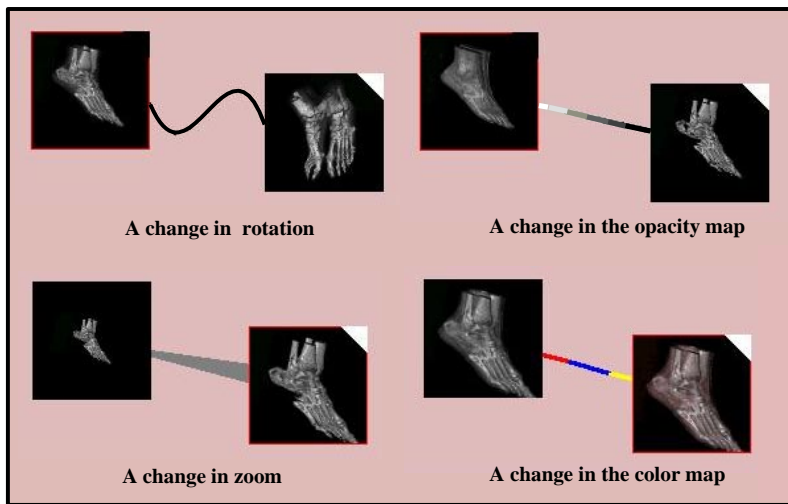 A change in rotation
A change in the opacity map
A change in zoom
A change in the color map